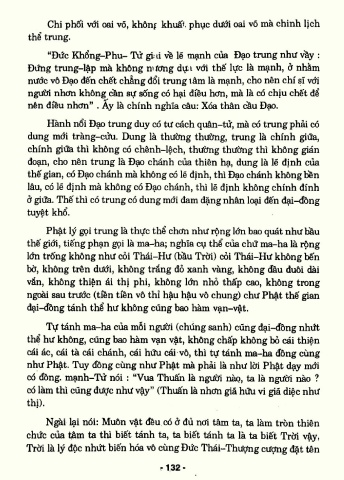 Chi phối với oai võ, không khuất phục dưới oai võ mà chinh lịch
thế trung.
"Đức Khổng–Phu– Tử giải về lẽ mạnh của Đạo trung như vầy :
Đứng trung–lập mà không nương dựa với thế lực là mạnh, ở nhằm
nước vô Đạo đến chết chẳng đổi trung tâm là mạnh, cho nên chí sĩ với
người nhơn không cần sự sống có hại điều hơn, mà là có chịu chết để
nên điều nhơn" . Ấy là chính nghĩa câu: Xóa thân cầu Đạo.
Hành nổi Đạo trung duy có tư cách quân–tử, mà có trung phải có
dung mới tràng–cửu. Dung là thường thường, trung là chính giữa,
chính giữa thì không có chênh–lệch, thường thường thì không gián
đoạn, cho nên trung là Đạo chánh của thiên hạ, dung là lẽ định của
thế gian, có Đạo chánh mà không có lẽ định, thì Đạo chánh không bền
lâu, có lẽ định mà không có Đạo chánh, thì lẽ định không chính đính
ở giữa. Thế thì có trung có dung mới đam dạng nhân loại đến đại–đồng
tuyệt khổ.
Phật lý gọi trung là thực thể chơn như rộng lớn bao quát như bầu
thế giới, tiếng phạn gọi là ma–ha; nghĩa cụ thể của chữ ma–ha là rộng
lớn trống không như cỏi Thái–Hư (bầu Trời) cỏi Thái–Hư không bến
bờ, không trên dưới, không trắng đỏ xanh vàng, không đầu đuôi dài
vắn, không thiện ái thị phi, không lớn nhỏ thấp cao, không trong
ngoài sau trước (tiền tiền vô thỉ hậu hậu vô chung) chư Phật thế gian
đại–đồng tánh thể hư không cũng bao hàm vạn–vật.
Tự tánh ma–ha của mỗi người (chúng sanh) cũng đại–đồng nhứt
thể hư không, cũng bao hàm vạn vật, không chấp không bỏ cái thiện
cái ác, cái tà cái chánh, cái hữu cái vô, thì tự tánh ma–ha đồng cùng
như Phật. Tuy đồng cùng như Phật mà phải là như lời Phật dạy mới
có đồng. mạnh–Tử nói : "Vua Thuấn là người nào, ta là người nào ?
có làm thì cũng được như vậy" (Thuấn là nhơn giả hữu vi giả diệc như
thị).
Ngài lại nói: Muôn vật đều có ở đủ nơi tâm ta, ta làm tròn thiên
chức của tâm ta thì biết tánh ta, ta biết tánh ta là ta biết Trời vậy,
Trời là lý độc nhứt biến hóa vô cùng Đức Thái–Thượng cượng đặt tên
- 132 -